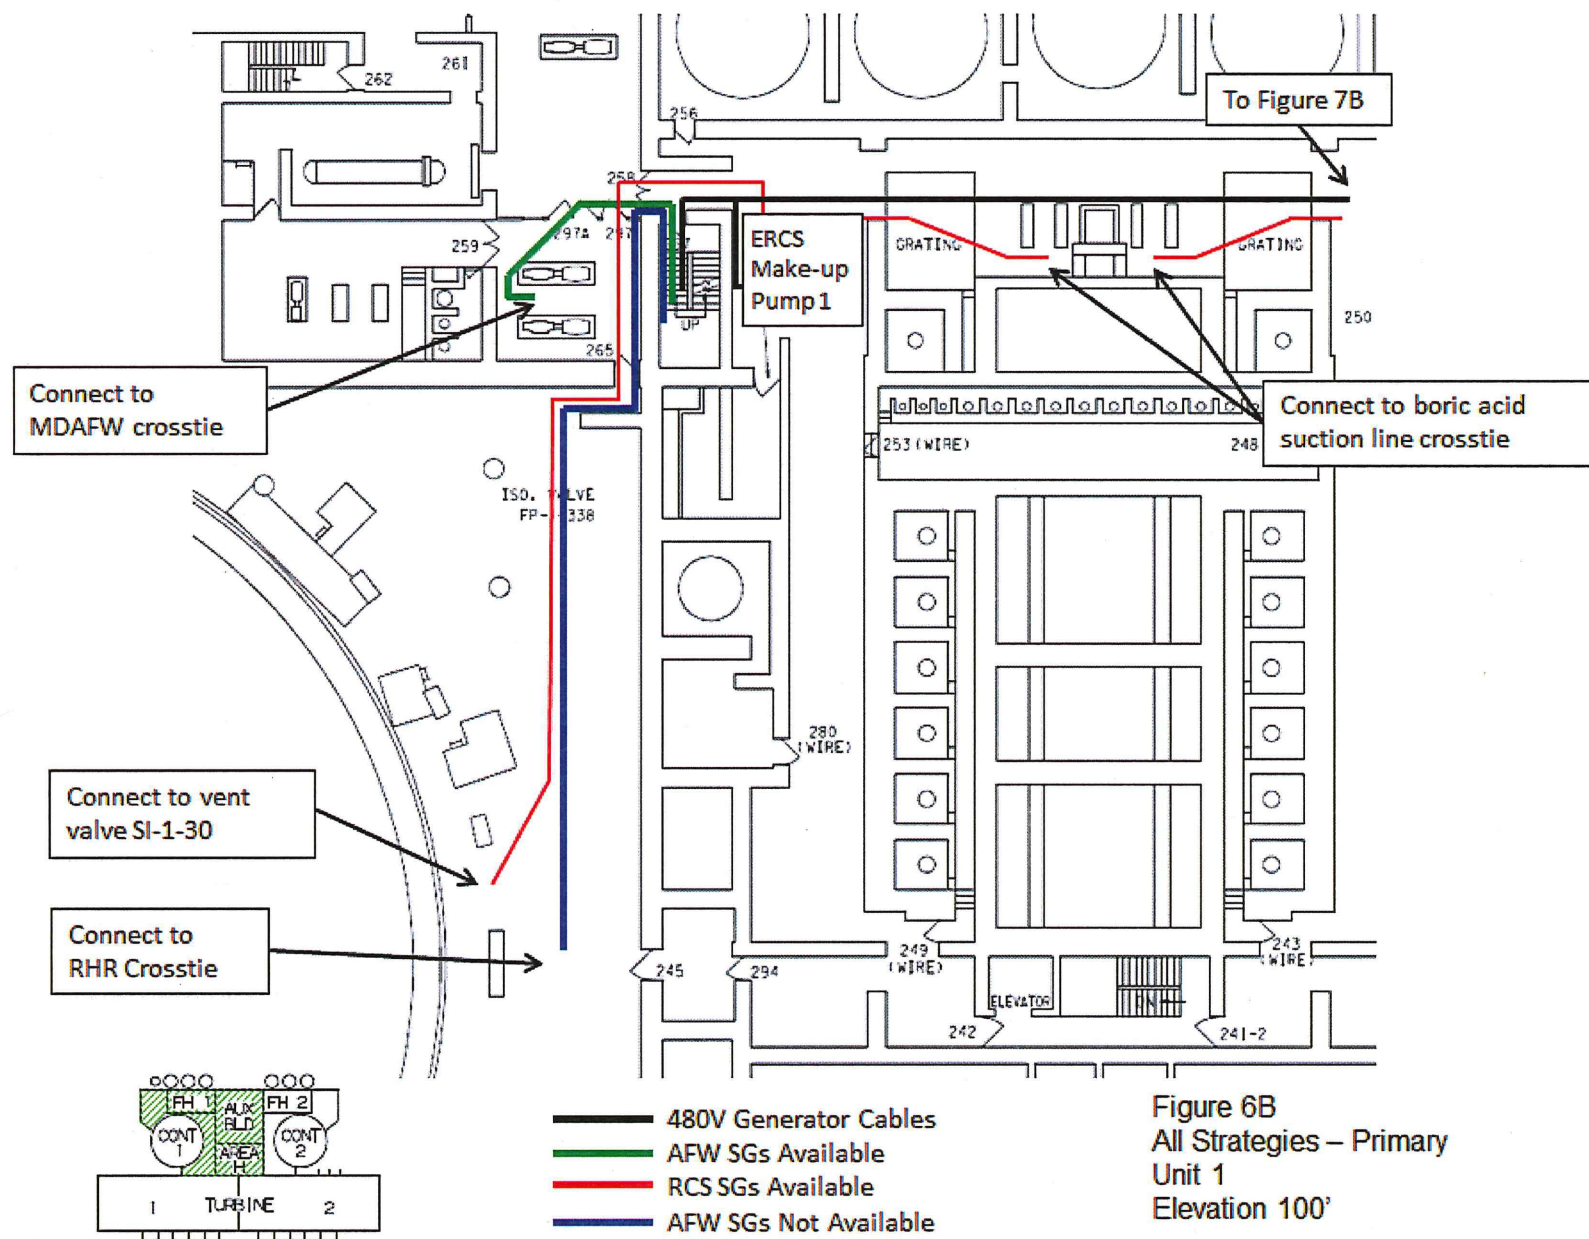 262
261
256
To Figure 7B
258
297A
297
259
ERCS
Make-up
Pump 1
GRATING
GRATING
UP
250
265
Connect to
MDAFW crosstie
Connect to boric acid
suction line crosstie
253 (WIRE)
248
ISO. VALVE
280
(WIRE)
Connect to vent
valve SI-1-30
Connect to
RHR Crosstie
245
294
249
(WIRE)
243
(WIRE)
ELEVATOR
DN
242
241-2
FH 1
AUX
BLD
FH 2
CONT
1
CONT
2
AREA
H
1
TURBINE
2
480V Generator Cables
AFW SGs Available
RCS SGs Available
AFW SGs Not Available
Figure 6B
All Strategies – Primary
Unit 1
Elevation 100'